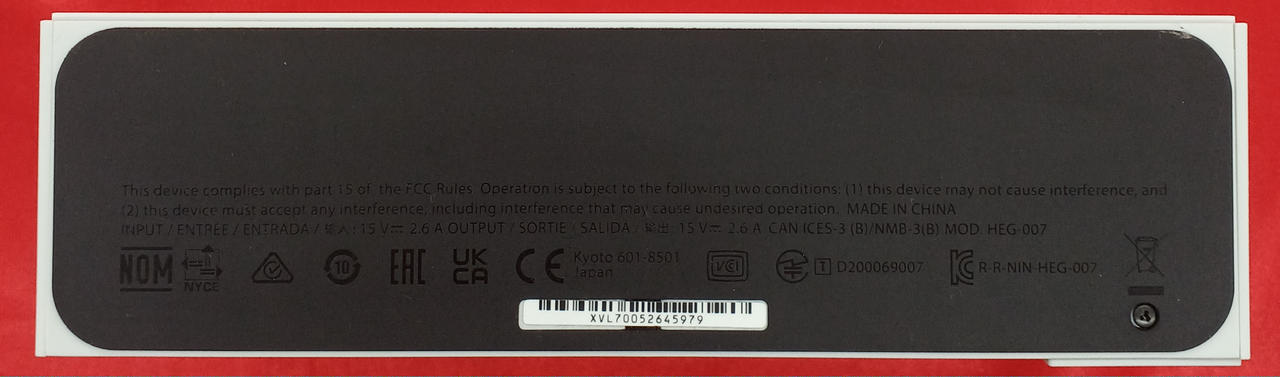 This device complies with part 15 of the FCC Rules. Operation is subject to the following two conditions: (1) this device may not cause interference, and
(2) this device must accept any interference, including interference that may cause undesired operation. MADE IN CHINA
INPUT / ENTRÉE / ENTRADA / 输入: 15 V⎓ 2.6 A OUTPUT / SORTIE / SALIDA / 输出: 15 V⎓ 2.6 A CAN ICES-3 (B)/NMB-3(B) MOD. HEG-007
NOM NYCE 10 EAC UK CA CE Kyoto 601-8501 VCI T D200069007 R-R-NIN-HEG-007
Japan
XVL70052645979